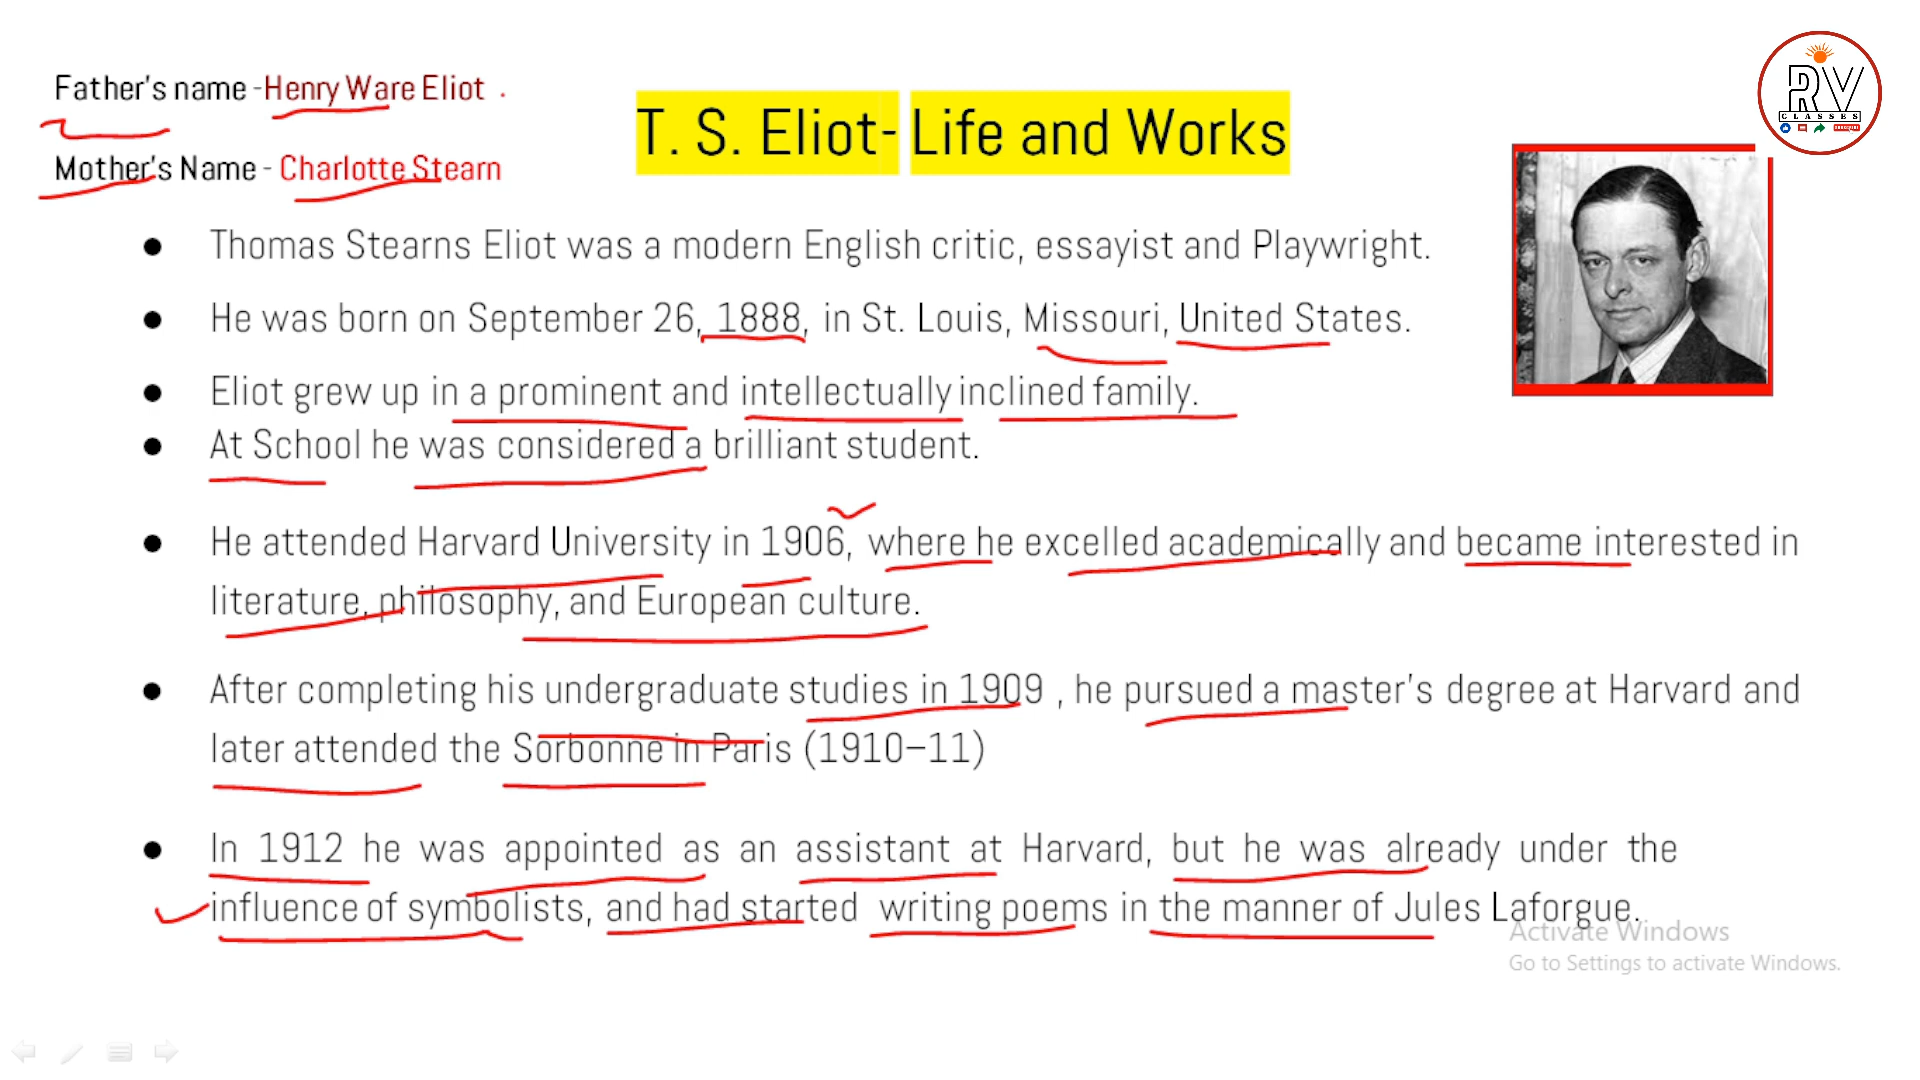 Father's name -Henry Ware Eliot
Mother's Name - Charlotte Stearn
T. S. Eliot- Life and Works
RV
CLASSES
● Thomas Stearns Eliot was a modern English critic, essayist and Playwright.
● He was born on September 26, 1888, in St. Louis, Missouri, United States.
● Eliot grew up in a prominent and intellectually inclined family.
● At School he was considered a brilliant student.
● He attended Harvard University in 1906, where he excelled academically and became interested in
literature, philosophy, and European culture.
● After completing his undergraduate studies in 1909 , he pursued a master's degree at Harvard and
later attended the Sorbonne in Paris (1910–11)
● In 1912 he was appointed as an assistant at Harvard, but he was already under the
influence of symbolists, and had started writing poems in the manner of Jules Laforgue.
Activate Windows
Go to Settings to activate Windows.